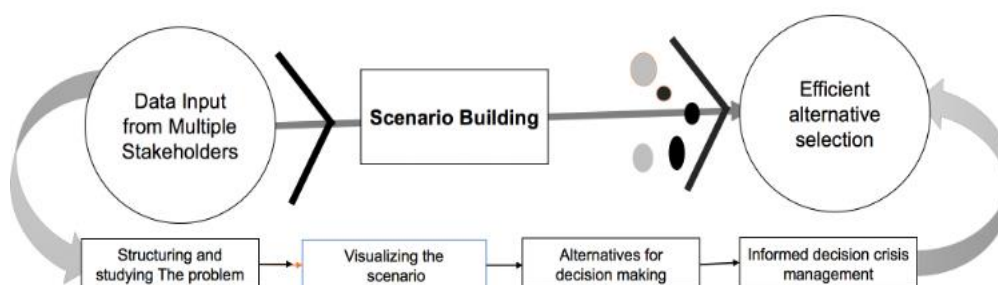 Data Input
from Multiple
Stakeholders
Scenario Building
Efficient
alternative
selection
Structuring and
studying The problem
Visualizing the
scenario
Alternatives for
decision making
Informed decision crisis
management